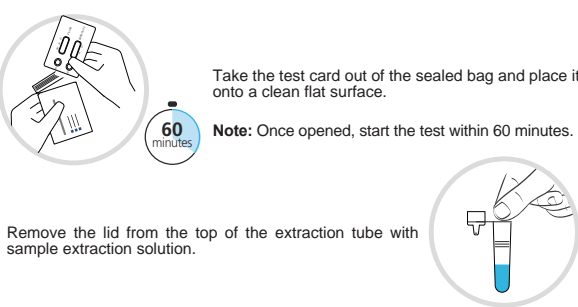 Take the test card out of the sealed bag and place it
onto a clean flat surface.
60
minutes
Note: Once opened, start the test within 60 minutes.
Remove the lid from the top of the extraction tube with
sample extraction solution.